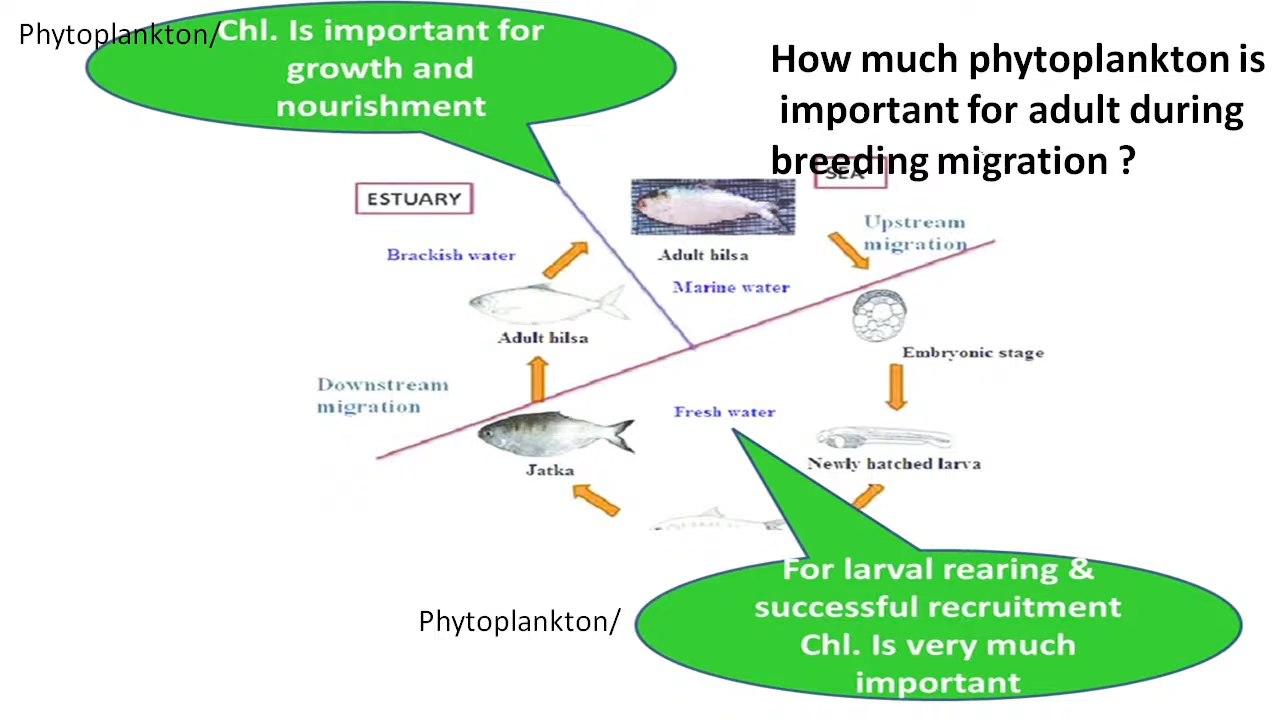 Phytoplankton/
Chl. Is important for
growth and
nourishment
How much phytoplankton is
important for adult during
breeding migration ?
SEA
ESTUARY
Upstream
migration
Brackish water
Adult hilsa
Marine water
Adult hilsa
Embryonic stage
Downstream
migration
Fresh water
Jatka
Newly hatched larva
For larval rearing &
successful recruitment
Chl. Is very much
important
Phytoplankton/